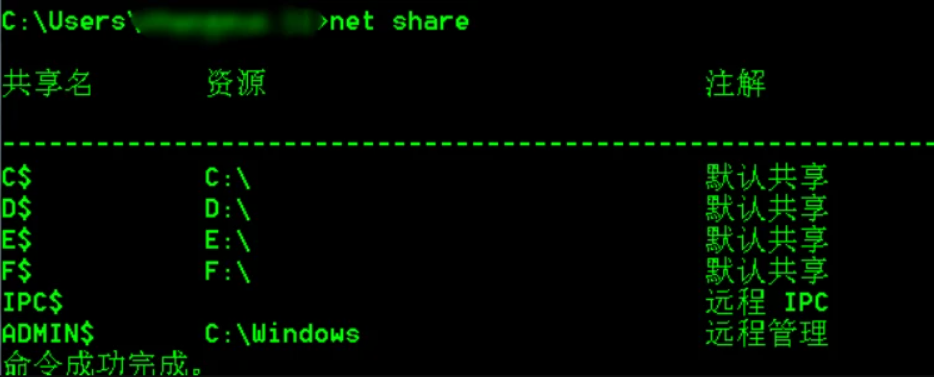 C:\Users\ >net share
共享名 资源 注解
-------------------------------------------------------------------------------
C$ C:\ 默认共享
D$ D:\ 默认共享
E$ E:\ 默认共享
F$ F:\ 默认共享
IPC$ 远程 IPC
ADMIN$ C:\Windows 远程管理
命令成功完成。